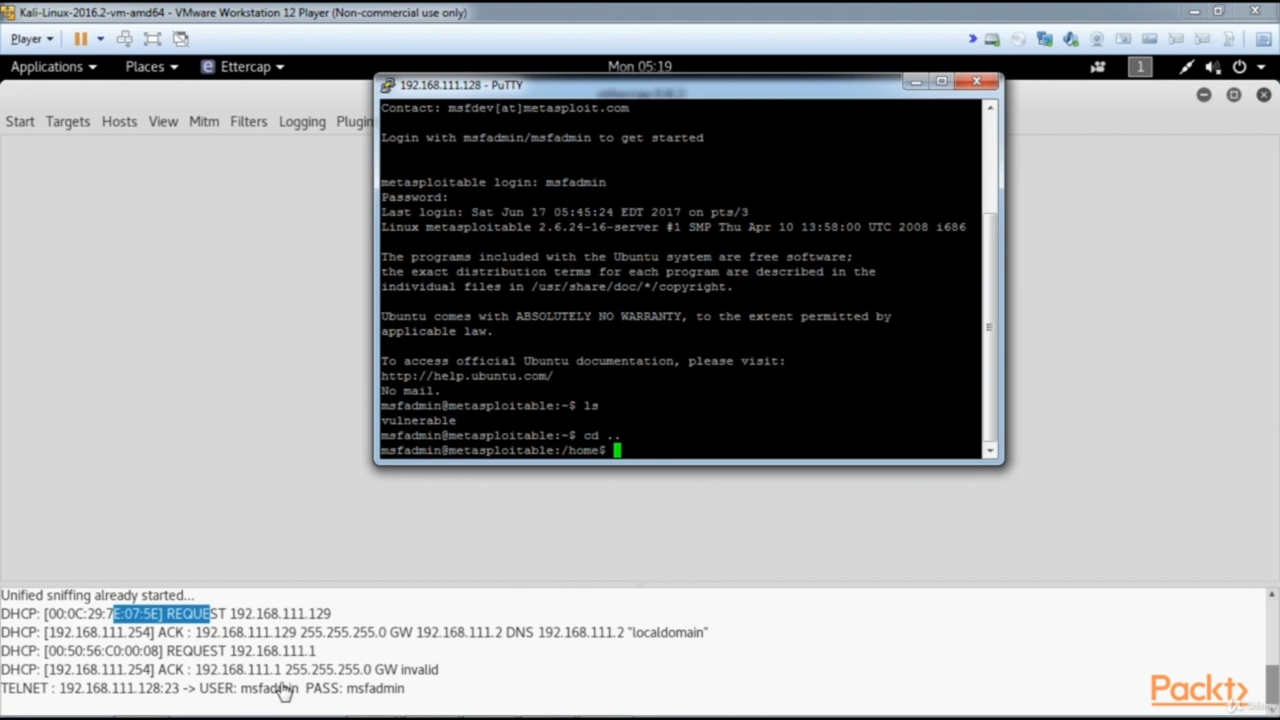 Kali-Linux-2016.2-vm-amd64 - VMware Workstation 12 Player (Non-commercial use only)
Player
Applications Places Ettercap Mon 05:19 1
192.168.111.128 - PuTTY
Start Targets Hosts View Mitm Filters Logging Plugin
Contact: msfdev[at]metasploit.com
Login with msfadmin/msfadmin to get started
metasploitable login: msfadmin
Password:
Last login: Sat Jun 17 05:45:24 EDT 2017 on pts/3
Linux metasploitable 2.6.24-16-server #1 SMP Thu Apr 10 13:58:00 UTC 2008 i686
The programs included with the Ubuntu system are free software;
the exact distribution terms for each program are described in the
individual files in /usr/share/doc/*/copyright.
Ubuntu comes with ABSOLUTELY NO WARRANTY, to the extent permitted by
applicable law.
To access official Ubuntu documentation, please visit:
http://help.ubuntu.com/
No mail.
msfadmin@metasploitable:~$ ls
vulnerable
msfadmin@metasploitable:~$ cd ..
msfadmin@metasploitable:/home$
Unified sniffing already started...
DHCP: [00:0C:29:7E:07:5E] REQUEST 192.168.111.129
DHCP: [192.168.111.254] ACK : 192.168.111.129 255.255.255.0 GW 192.168.111.2 DNS 192.168.111.2 "localdomain"
DHCP: [00:50:56:C0:00:08] REQUEST 192.168.111.1
DHCP: [192.168.111.254] ACK : 192.168.111.1 255.255.255.0 GW invalid
TELNET : 192.168.111.128:23 -> USER: msfadmin PASS: msfadmin
Packt>